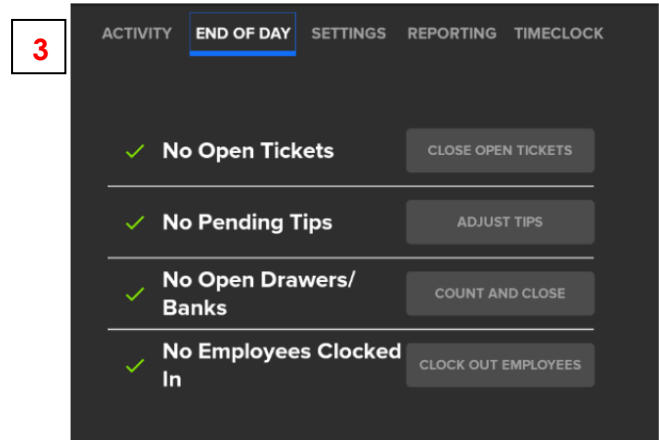 3
ACTIVITY END OF DAY SETTINGS REPORTING TIMECLOCK
No Open Tickets CLOSE OPEN TICKETS
No Pending Tips ADJUST TIPS
No Open Drawers/
Banks COUNT AND CLOSE
No Employees Clocked
In CLOCK OUT EMPLOYEES